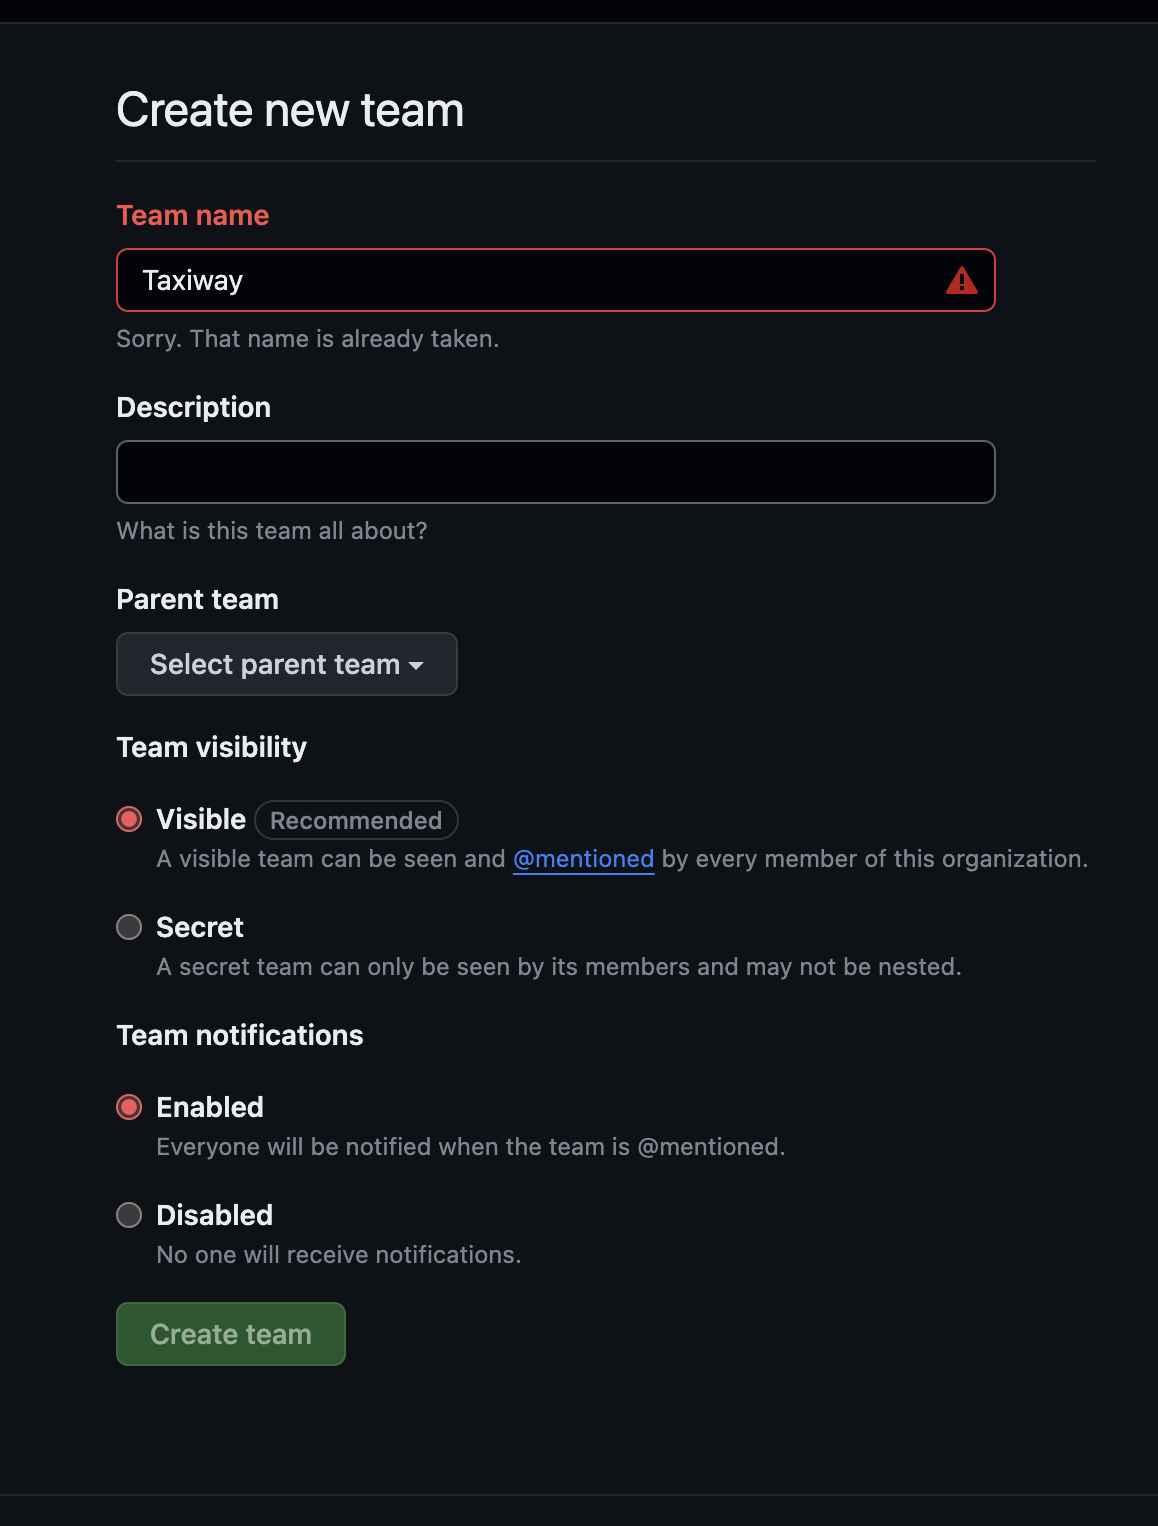 Create new team
Team name
Taxiway
Sorry. That name is already taken.
Description
What is this team all about?
Parent team
Select parent team
Team visibility
Visible Recommended
A visible team can be seen and @mentioned by every member of this organization.
Secret
A secret team can only be seen by its members and may not be nested.
Team notifications
Enabled
Everyone will be notified when the team is @mentioned.
Disabled
No one will receive notifications.
Create team